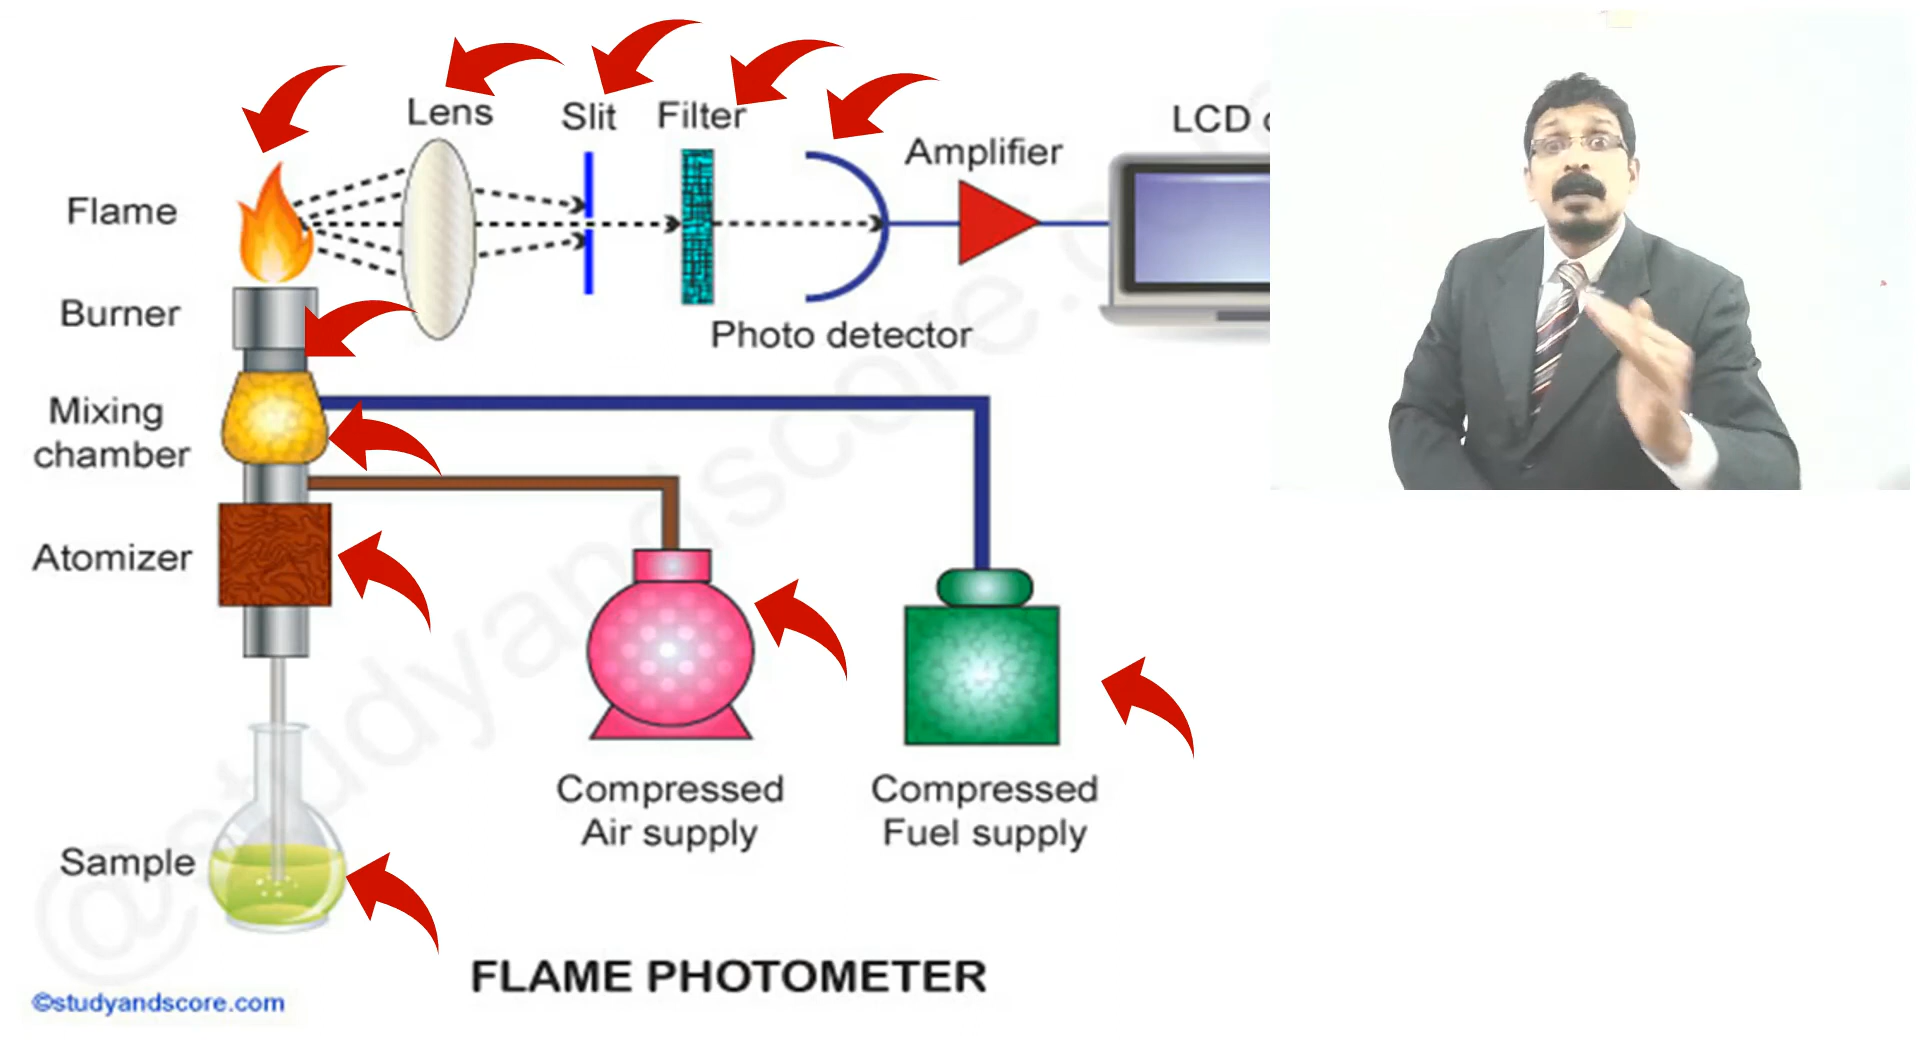 Lens
Slit
Filter
LCD
Amplifier
Flame
Photo detector
Burner
Mixing
chamber
Atomizer
Compressed
Air supply
Compressed
Fuel supply
Sample
FLAME PHOTOMETER
©studyandscore.com
@studyandscore.c